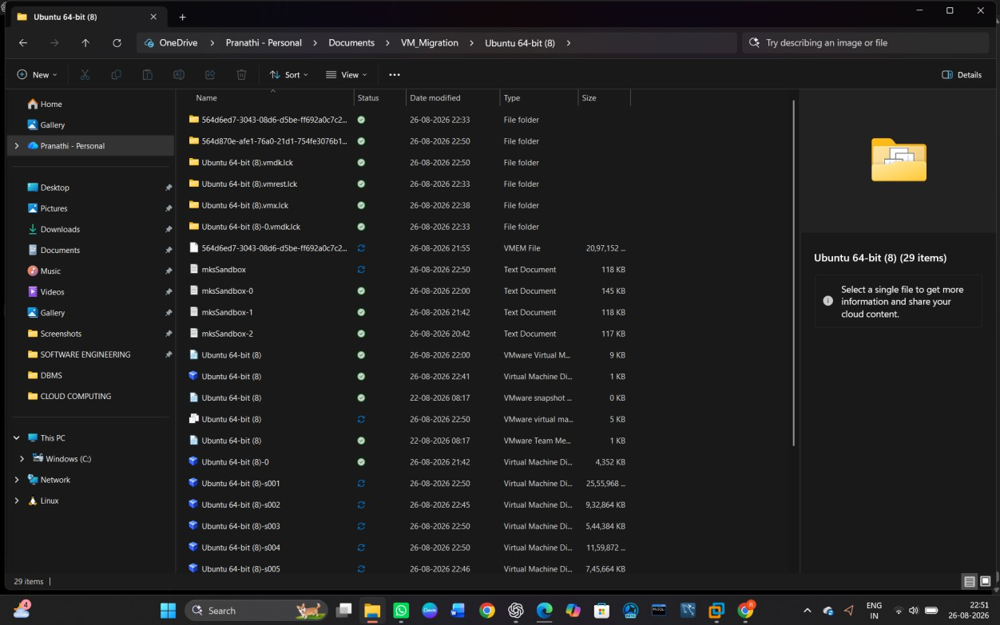 Ubuntu 64-bit (8)
OneDrive > Pranathi - Personal > Documents > VM_Migration > Ubuntu 64-bit (8) >
Try describing an image or file
New Sort View Details
Home
Gallery
Pranathi - Personal
Desktop
Pictures
Downloads
Documents
Music
Videos
Gallery
Screenshots
SOFTWARE ENGINEERING
DBMS
CLOUD COMPUTING
This PC
Windows (C:)
Network
Linux
Name Status Date modified Type Size
564d6ed7-3043-08d6-d5be-ff692a0c7c2... 26-08-2026 22:33 File folder
564d870e-afe1-76a0-21d1-754fe3076b1... 26-08-2026 22:50 File folder
Ubuntu 64-bit (8).vmdk.lck 26-08-2026 22:50 File folder
Ubuntu 64-bit (8).vmrest.lck 26-08-2026 22:33 File folder
Ubuntu 64-bit (8).vmx.lck 26-08-2026 22:38 File folder
Ubuntu 64-bit (8)-0.vmdk.lck 26-08-2026 22:33 File folder
564d6ed7-3043-08d6-d5be-ff692a0c7c2... 26-08-2026 21:55 VMEM File 20,97,152 ...
mksSandbox 26-08-2026 22:50 Text Document 118 KB
mksSandbox-0 26-08-2026 22:00 Text Document 145 KB
mksSandbox-1 26-08-2026 21:42 Text Document 118 KB
mksSandbox-2 26-08-2026 20:42 Text Document 117 KB
Ubuntu 64-bit (8) 26-08-2026 22:00 VMware Virtual M... 9 KB
Ubuntu 64-bit (8) 26-08-2026 22:41 Virtual Machine Di... 1 KB
Ubuntu 64-bit (8) 22-08-2026 08:17 VMware snapshot ... 0 KB
Ubuntu 64-bit (8) 26-08-2026 22:50 VMware virtual ma... 5 KB
Ubuntu 64-bit (8) 22-08-2026 08:17 VMware Team Me... 1 KB
Ubuntu 64-bit (8)-0 26-08-2026 21:42 Virtual Machine Di... 4,352 KB
Ubuntu 64-bit (8)-s001 26-08-2026 22:50 Virtual Machine Di... 25,55,968 ...
Ubuntu 64-bit (8)-s002 26-08-2026 22:45 Virtual Machine Di... 9,32,864 KB
Ubuntu 64-bit (8)-s003 26-08-2026 22:50 Virtual Machine Di... 5,44,384 KB
Ubuntu 64-bit (8)-s004 26-08-2026 22:50 Virtual Machine Di... 11,59,872 ...
Ubuntu 64-bit (8)-s005 26-08-2026 22:46 Virtual Machine Di... 7,45,664 KB
Ubuntu 64-bit (8) (29 items)
Select a single file to get more
information and share your
cloud content.
29 items
4
Search
ENG
IN
22:51
26-08-2026